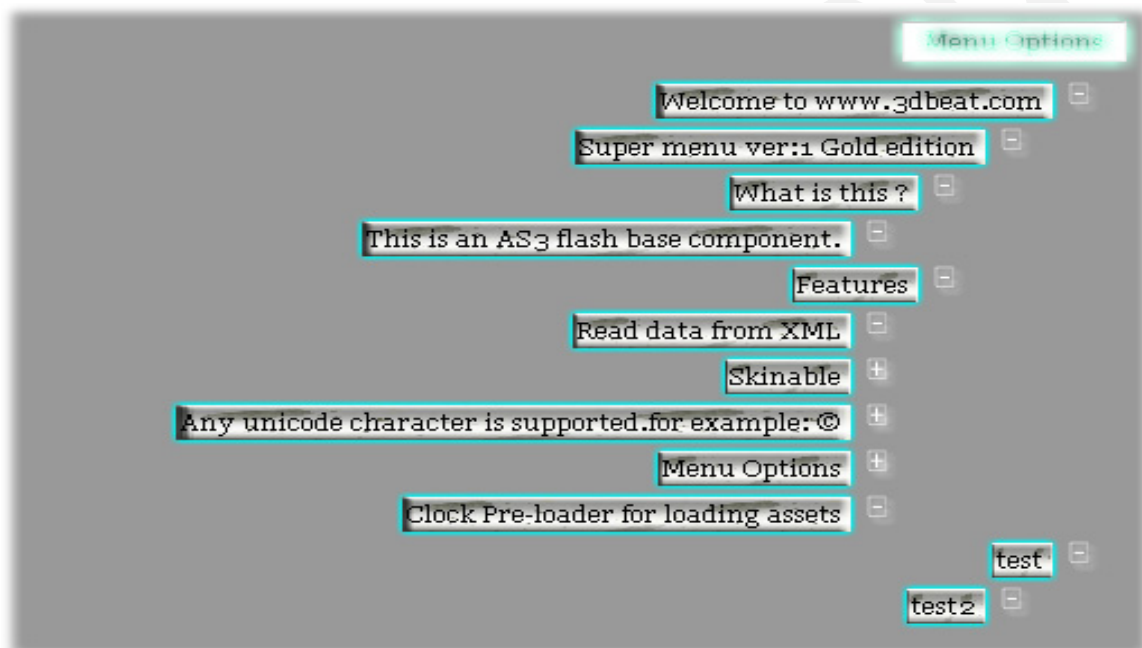 Menu Options
Welcome to www.3dbeat.com
Super menu ver:1 Gold edition
What is this ?
This is an AS3 flash base component.
Features
Read data from XML
Skinable
Any unicode character is supported.for example: ©
Menu Options
Clock Pre-loader for loading assets
test
test2